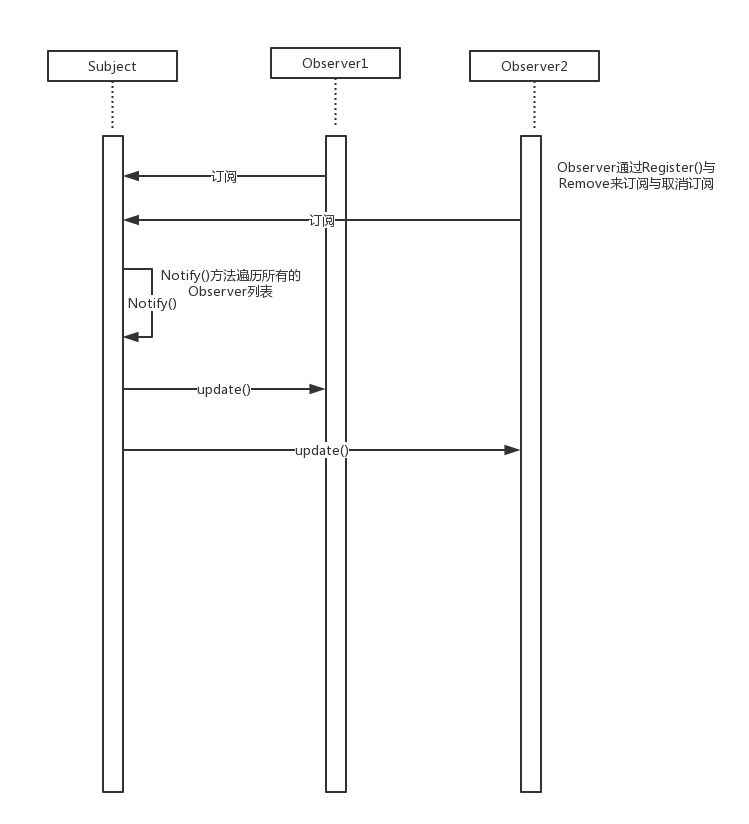 Subject
Observer1
Observer2
订阅
Observer通过Register()与
Remove来订阅与取消订阅
订阅
Notify()方法遍历所有的
Observer列表
Notify()
update()
update()